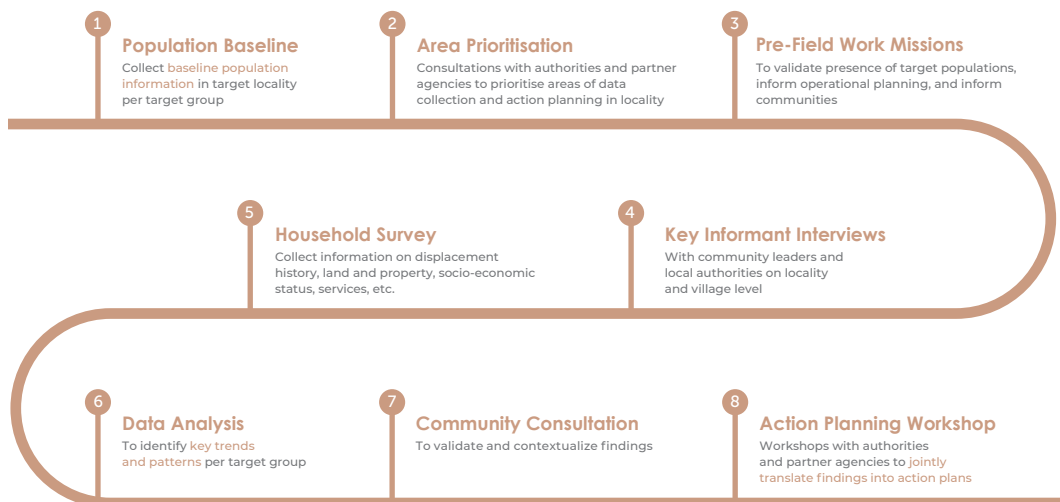 1
Population Baseline
Collect baseline population
information in target locality
per target group
2
Area Prioritisation
Consultations with authorities and partner
agencies to prioritise areas of data
collection and action planning in locality
3
Pre-Field Work Missions
To validate presence of target populations,
inform operational planning, and inform
communities
4
Key Informant Interviews
With community leaders and
local authorities on locality
and village level
5
Household Survey
Collect information on displacement
history, land and property, socio-economic
status, services, etc.
6
Data Analysis
To identify key trends
and patterns per target group
7
Community Consultation
To validate and contextualize findings
8
Action Planning Workshop
Workshops with authorities
and partner agencies to jointly
translate findings into action plans